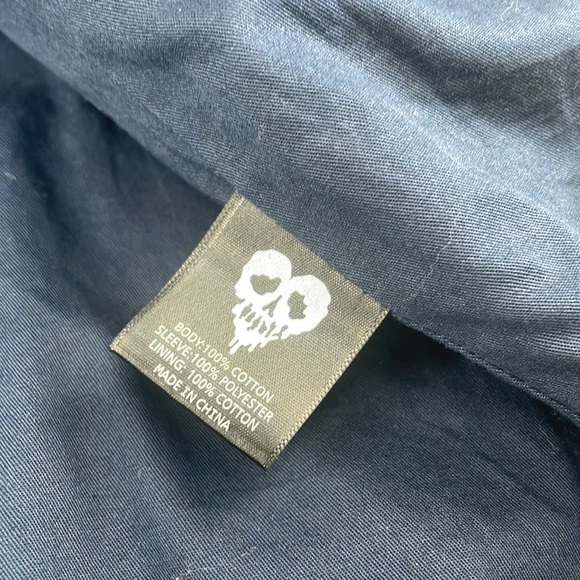 BODY:100% COTTON
SLEEVE:100% POLYESTER
LINING: 100% COTTON
MADE IN CHINA